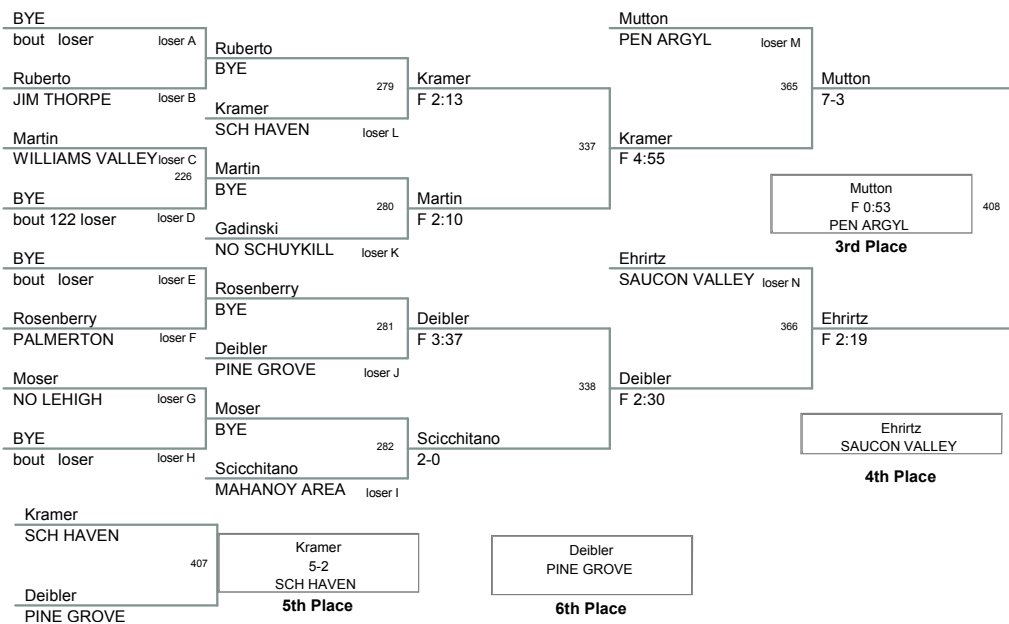 BYE
bout loser loser A
Ruberto
JIM THORPE loser B
Martin
WILLIAMS VALLEY loser C
226
BYE
bout 122 loser loser D
BYE
bout loser loser E
Rosenberry
PALMERTON loser F
Moser
NO LEHIGH loser G
BYE
bout loser loser H
Ruberto
BYE
279
Kramer
SCH HAVEN loser L
Martin
BYE
280
Gadinski
NO SCHUYKILL loser K
Rosenberry
BYE
281
Deibler
PINE GROVE loser J
Moser
BYE
282
Scicchitano
MAHANOY AREA loser I
Kramer
F 2:13
337
Martin
F 2:10
Deibler
F 3:37
338
Scicchitano
2-0
Mutton
PEN ARGYL loser M
365
Kramer
F 4:55
Ehrirtz
SAUCON VALLEY loser N
366
Deibler
F 2:30
Mutton
7-3
Mutton
F 0:53
PEN ARGYL
408
3rd Place
Ehrirtz
F 2:19
Ehrirtz
SAUCON VALLEY
4th Place
Kramer
SCH HAVEN
407
Deibler
PINE GROVE
Kramer
5-2
SCH HAVEN
5th Place
Deibler
PINE GROVE
6th Place